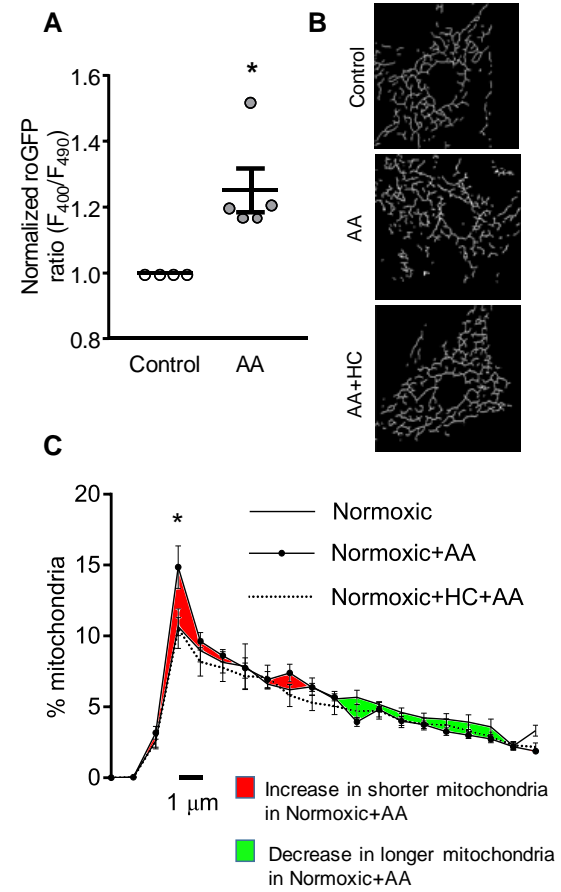 A
B
*
1.6
1.4
1.2
1.0
0.8
Normalized roGFP
ratio (F400/F490)
Control
AA
Control
AA
AA+HC
C
20
15
10
5
0
% mitochondria
*
Normoxic
Normoxic+AA
Normoxic+HC+AA
1 μm
Increase in shorter mitochondria
in Normoxic+AA
Decrease in longer mitochondria
in Normoxic+AA